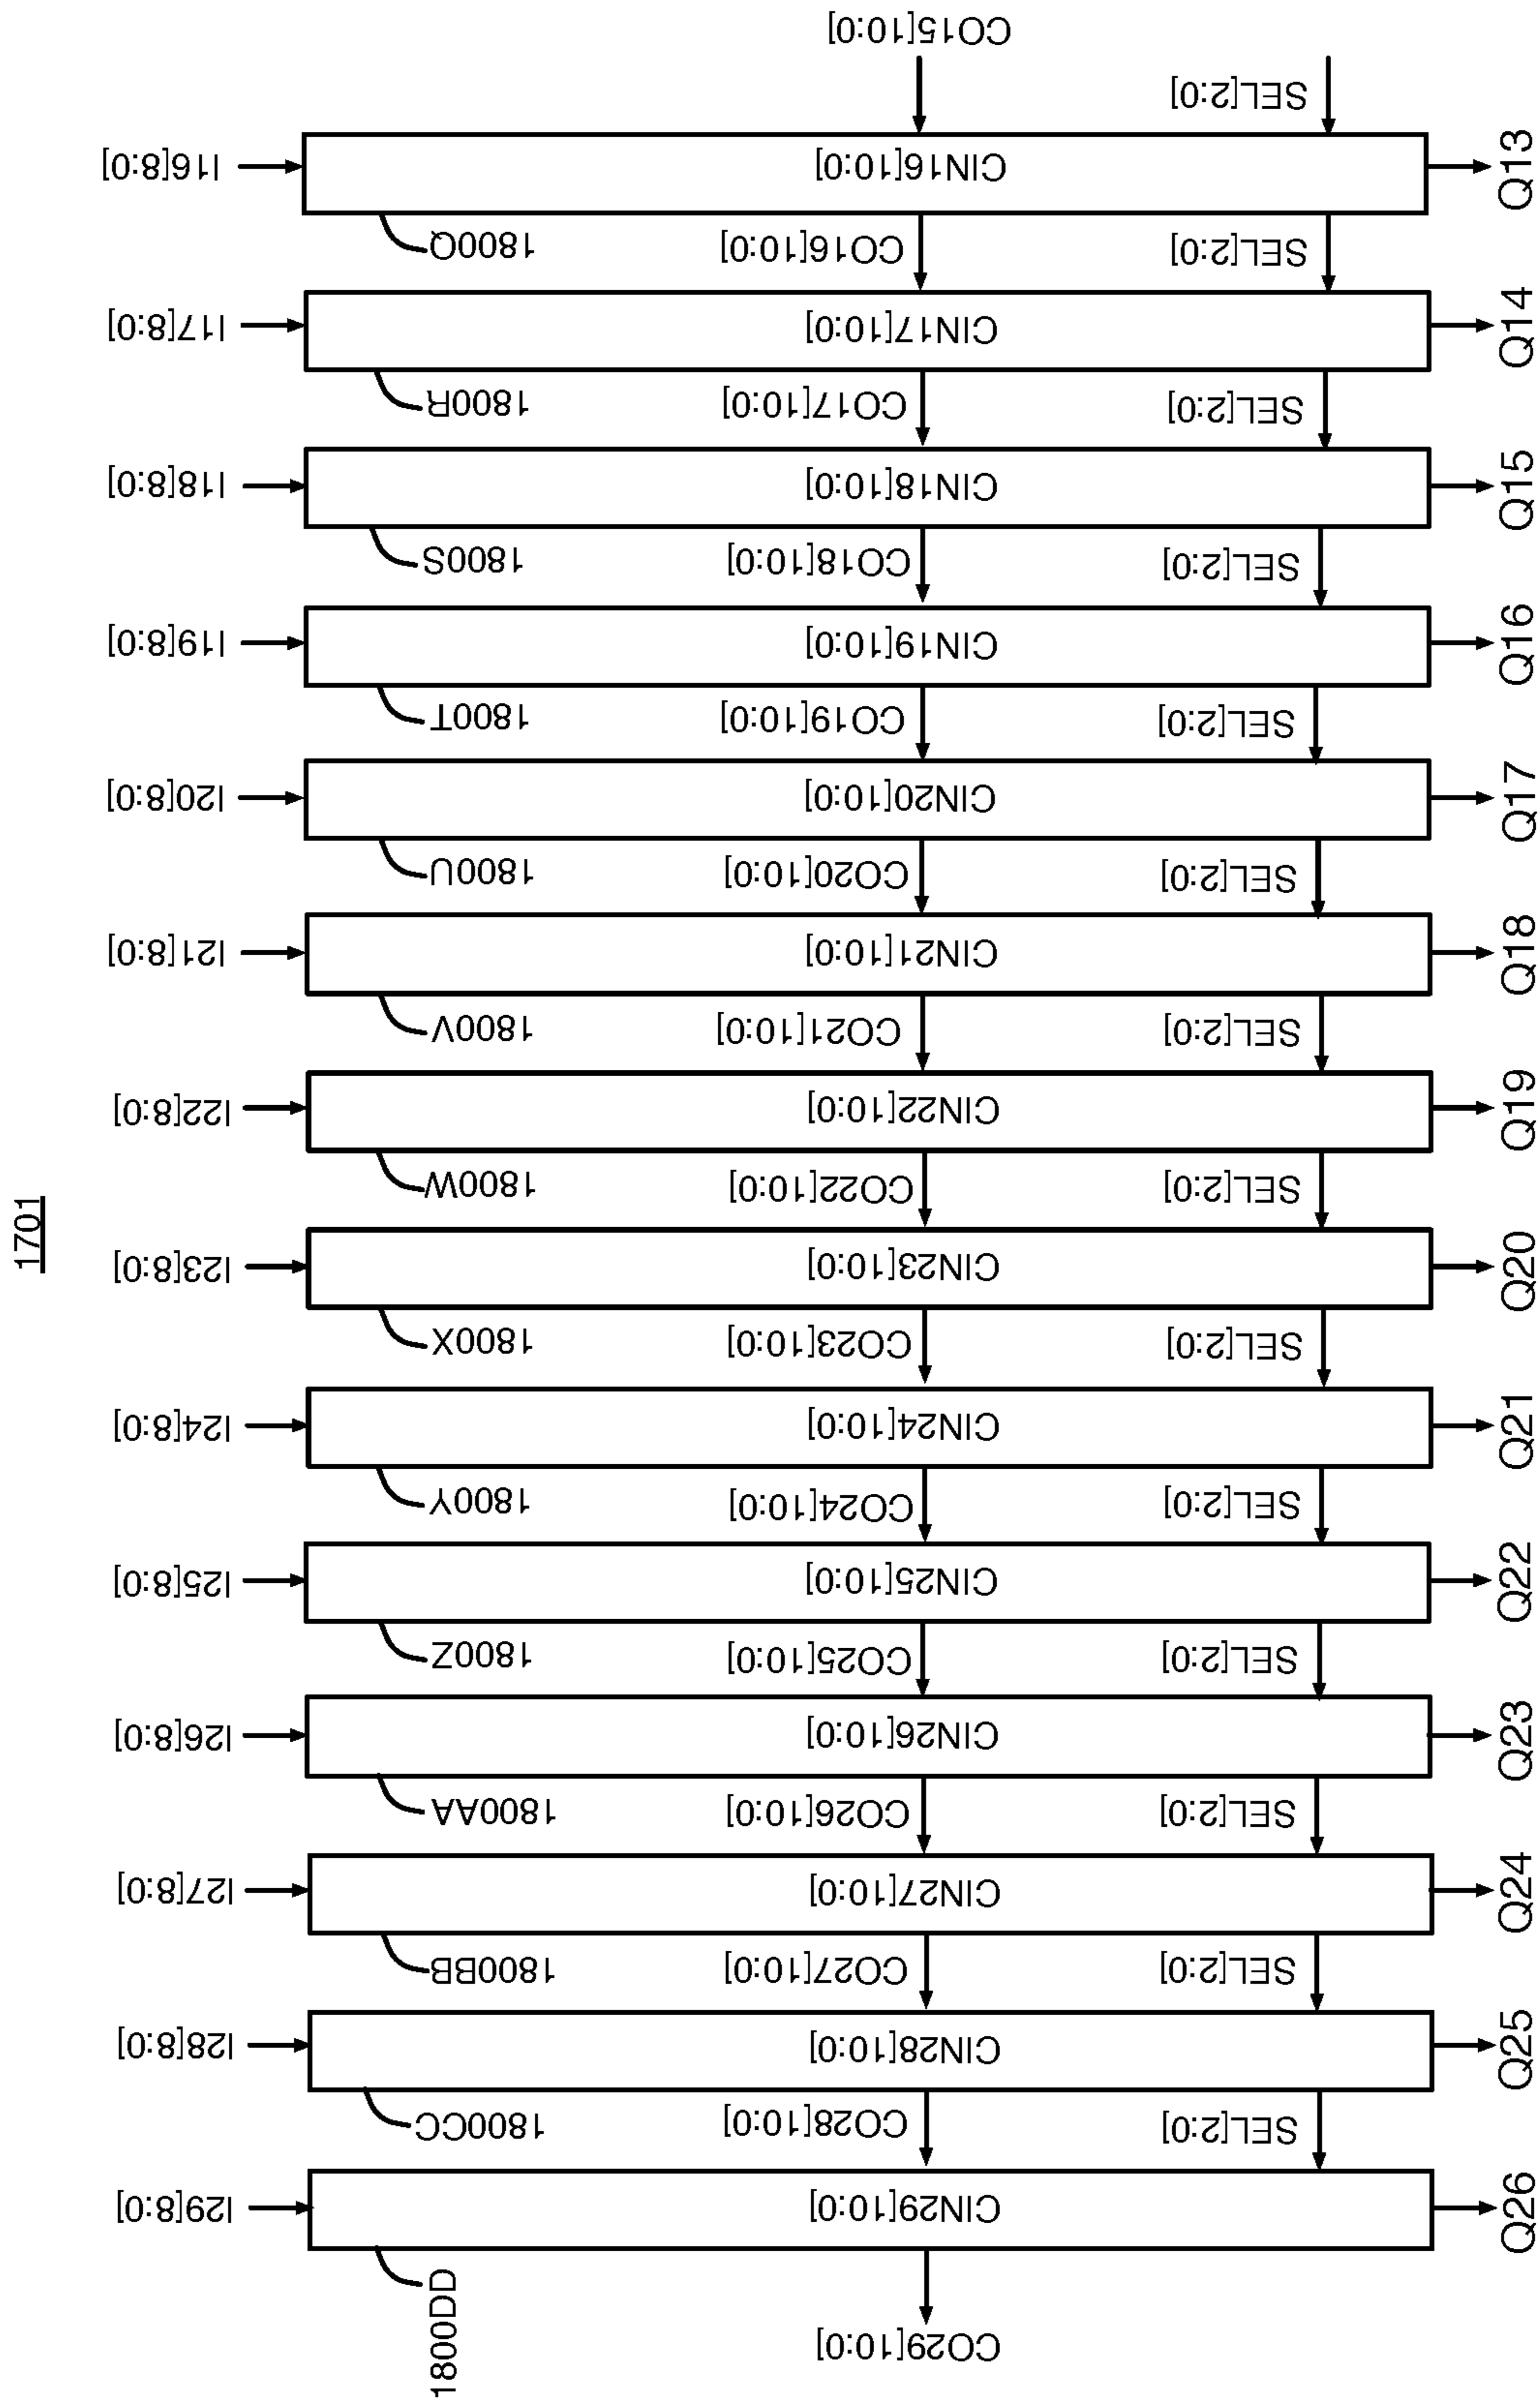 1701
CO15[10:0]
SEL[2:0]
I16[8:0]
CIN16[10:0]
Q13
1800Q
CO16[10:0]
SEL[2:0]
I17[8:0]
CIN17[10:0]
Q14
1800R
CO17[10:0]
SEL[2:0]
I18[8:0]
CIN18[10:0]
Q15
1800S
CO18[10:0]
SEL[2:0]
I19[8:0]
CIN19[10:0]
Q16
1800T
CO19[10:0]
SEL[2:0]
I20[8:0]
CIN20[10:0]
Q17
1800U
CO20[10:0]
SEL[2:0]
I21[8:0]
CIN21[10:0]
Q18
1800V
CO21[10:0]
SEL[2:0]
I22[8:0]
CIN22[10:0]
Q19
1800W
CO22[10:0]
SEL[2:0]
I23[8:0]
CIN23[10:0]
Q20
1800X
CO23[10:0]
SEL[2:0]
I24[8:0]
CIN24[10:0]
Q21
1800Y
CO24[10:0]
SEL[2:0]
I25[8:0]
CIN25[10:0]
Q22
1800Z
CO25[10:0]
SEL[2:0]
I26[8:0]
CIN26[10:0]
Q23
1800AA
CO26[10:0]
SEL[2:0]
I27[8:0]
CIN27[10:0]
Q24
1800BB
CO27[10:0]
SEL[2:0]
I28[8:0]
CIN28[10:0]
Q25
1800CC
CO28[10:0]
SEL[2:0]
I29[8:0]
CIN29[10:0]
Q26
1800DD
CO29[10:0]